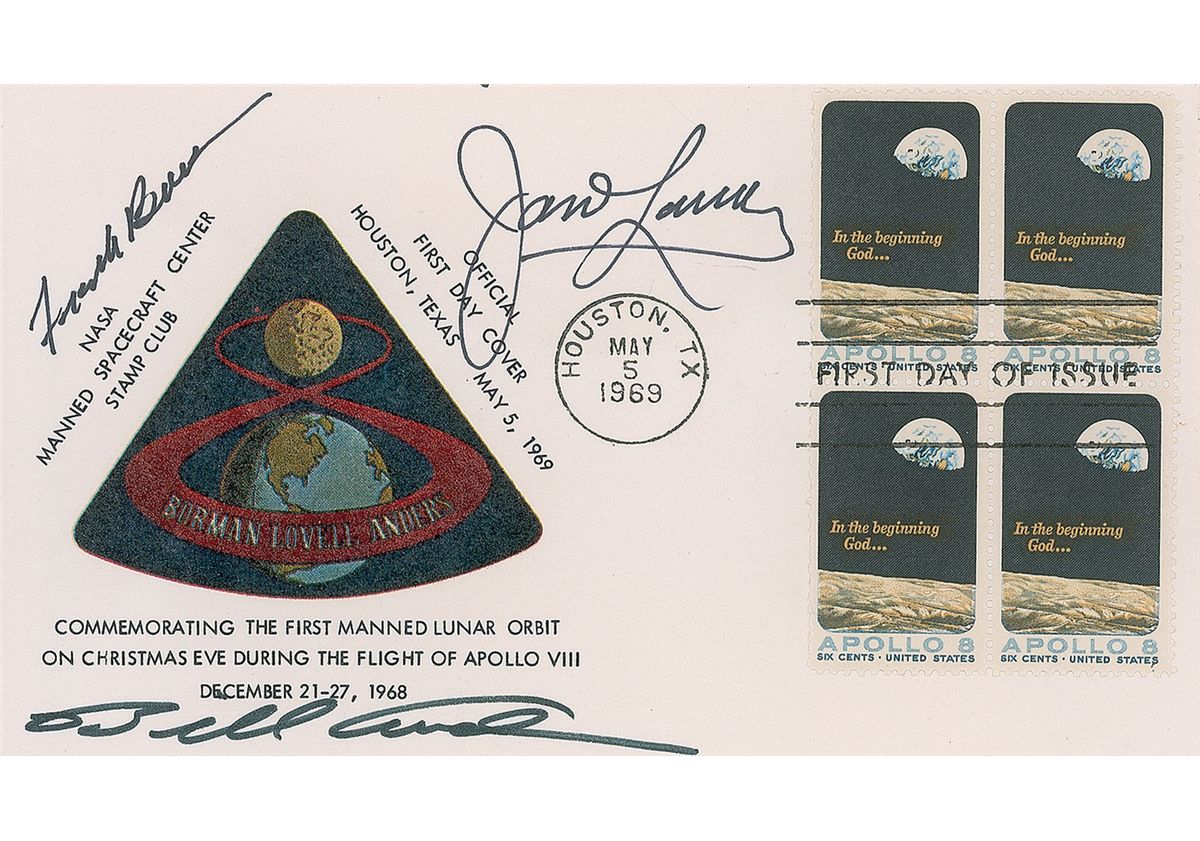 Frank Borman
NASA
MANNED SPACECRAFT CENTER
STAMP CLUB
James Lovell
OFFICIAL
FIRST DAY COVER
HOUSTON, TEXAS MAY 5, 1969
BORMAN LOVELL ANDERS
HOUSTON, TX
MAY
5
1969
In the beginning
God...
APOLLO 8
SIX CENTS · UNITED STATES
In the beginning
God...
APOLLO 8
SIX CENTS · UNITED STATES
FIRST DAY OF ISSUE
In the beginning
God...
APOLLO 8
SIX CENTS · UNITED STATES
In the beginning
God...
APOLLO 8
SIX CENTS · UNITED STATES
COMMEMORATING THE FIRST MANNED LUNAR ORBIT
ON CHRISTMAS EVE DURING THE FLIGHT OF APOLLO VIII
DECEMBER 21-27, 1968
Bill Anders